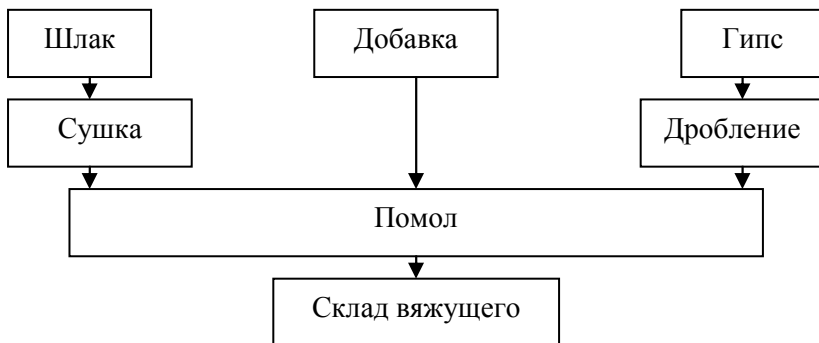 Шлак
Добавка
Гипс
Сушка
Дробление
Помол
Склад вяжущего